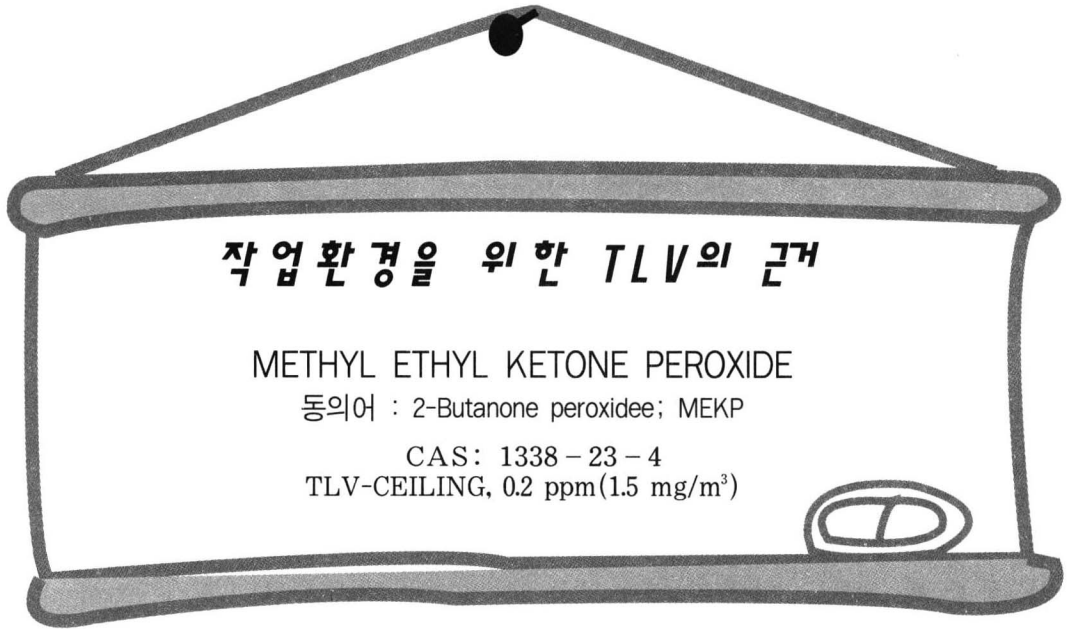 작업환경을 위한 TLV의 근거
METHYL ETHYL KETONE PEROXIDE
동의어 : 2-Butanone peroxidee; MEKP
CAS: 1338 – 23 – 4
TLV-CEILING, 0.2 ppm(1.5 mg/m³)